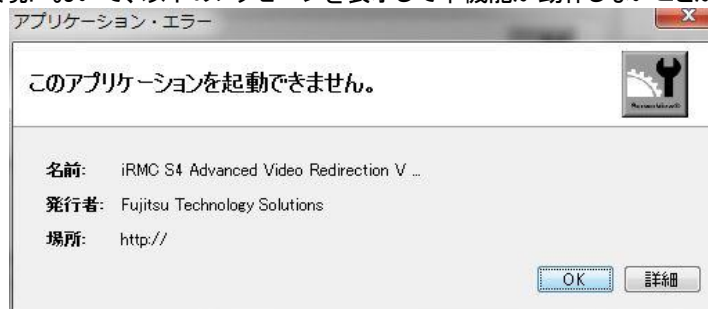 アプリケーション・エラー
このアプリケーションを起動できません。
名前: iRMC S4 Advanced Video Redirection V ...
発行者: Fujitsu Technology Solutions
場所: http://
OK 詳細